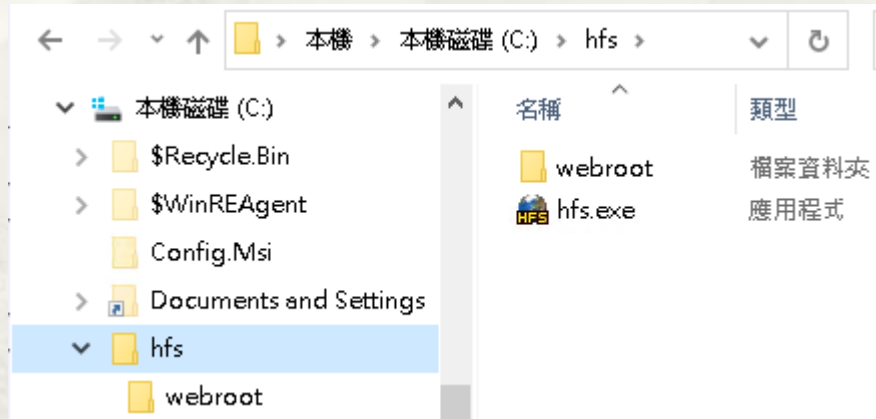 本機 > 本機磁碟 (C:) > hfs >
本機磁碟 (C:)
$Recycle.Bin
$WinREAgent
Config.Msi
Documents and Settings
hfs
webroot
名稱 類型
webroot 檔案資料夾
HFS hfs.exe 應用程式